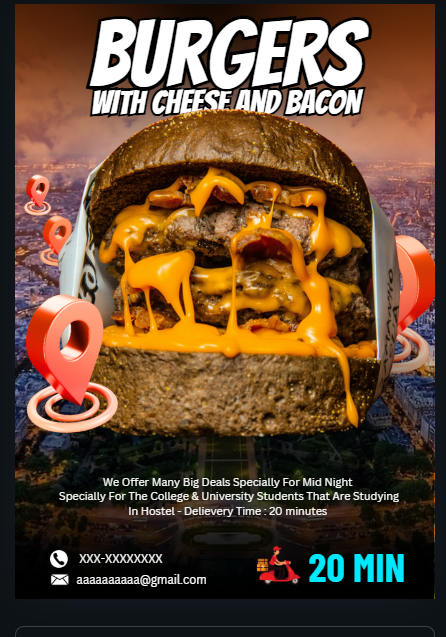 BURGERS
WITH CHEESE AND BACON
We Offer Many Big Deals Specially For Mid Night
Specially For The College & University Students That Are Studying
In Hostel - Delievery Time : 20 minutes
XXX-XXXXXXXX
aaaaaaaaaa@gmail.com
20 MIN